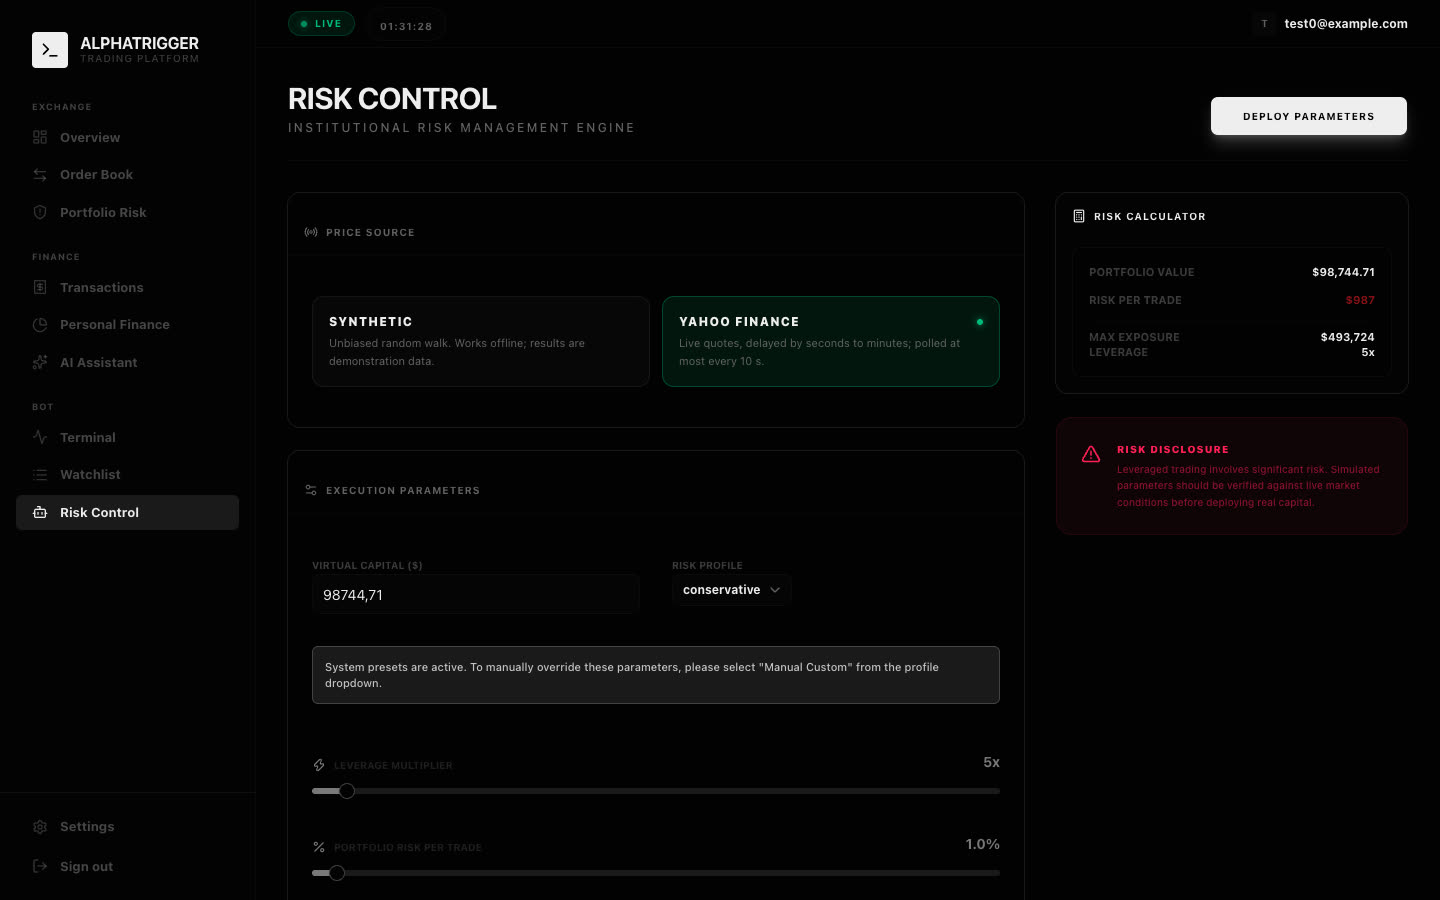 ALPHATRIGGER
TRADING PLATFORM
EXCHANGE
Overview
Order Book
Portfolio Risk
FINANCE
Transactions
Personal Finance
AI Assistant
BOT
Terminal
Watchlist
Risk Control
Settings
Sign out
LIVE
01:31:28
T
test0@example.com
RISK CONTROL
INSTITUTIONAL RISK MANAGEMENT ENGINE
DEPLOY PARAMETERS
PRICE SOURCE
SYNTHETIC
Unbiased random walk. Works offline; results are
demonstration data.
YAHOO FINANCE
Live quotes, delayed by seconds to minutes; polled at
most every 10 s.
EXECUTION PARAMETERS
VIRTUAL CAPITAL ($)
98744,71
RISK PROFILE
conservative
System presets are active. To manually override these parameters, please select "Manual Custom" from the profile
dropdown.
LEVERAGE MULTIPLIER
5x
PORTFOLIO RISK PER TRADE
1.0%
RISK CALCULATOR
PORTFOLIO VALUE
$98,744.71
RISK PER TRADE
$987
MAX EXPOSURE
$493,724
LEVERAGE
5x
RISK DISCLOSURE
Leveraged trading involves significant risk. Simulated
parameters should be verified against live market
conditions before deploying real capital.